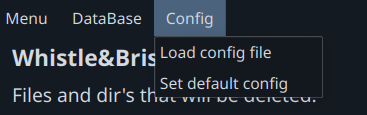 Menu DataBase Config
Load config file
Whistle&Bris
Set default config
Files and dir's that will be deleted: